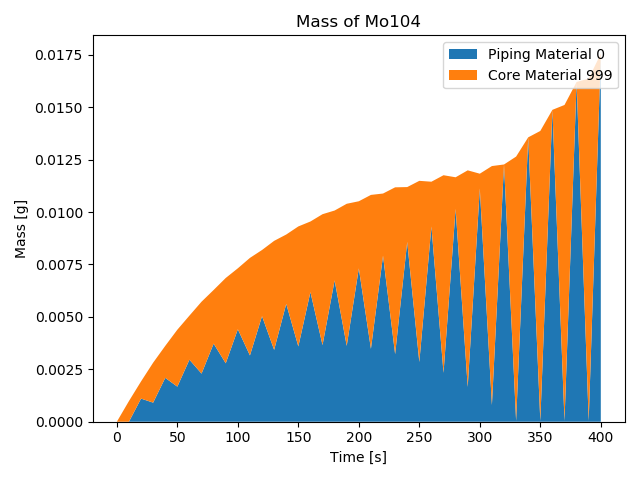 Mass of Mo104
Piping Material 0
Core Material 999
Mass [g]
0.0175
0.0150
0.0125
0.0100
0.0075
0.0050
0.0025
0.0000
0 50 100 150 200 250 300 350 400
Time [s]